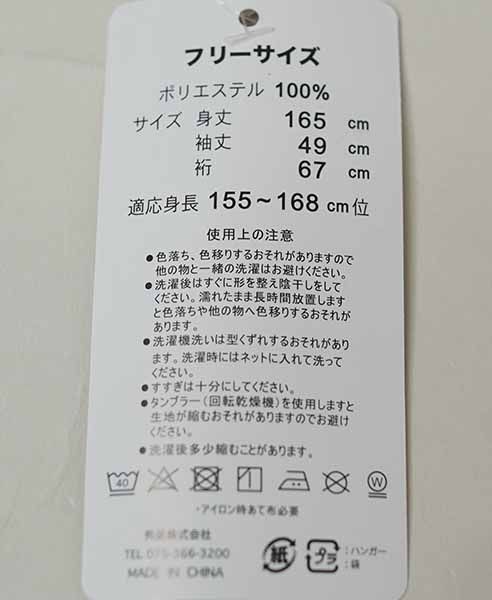 フリーサイズ
ポリエステル 100%
サイズ 身丈 165 cm
袖丈 49 cm
裄 67 cm
適応身長 155~168 cm位
使用上の注意
●色落ち、色移りするおそれがありますので
他の物と一緒の洗濯はお避けください。
●洗濯後はすぐに形を整え陰干しをして
ください。濡れたまま長時間放置します
と色落ちや他の物へ色移りするおそれが
あります。
●洗濯機洗いは型くずれするおそれがあり
ます。洗濯時にはネットに入れて洗って
ください。
●すすぎは十分にしてください。
●タンブラー(回転乾燥機)を使用しますと
生地が縮むおそれがありますのでお避け
ください。
●洗濯後多少縮むことがあります。
40 W
・アイロン時あて布必要
株式会社
TEL 075-366-3200
MADE IN CHINA
紙 プラ :ハンガー
:袋